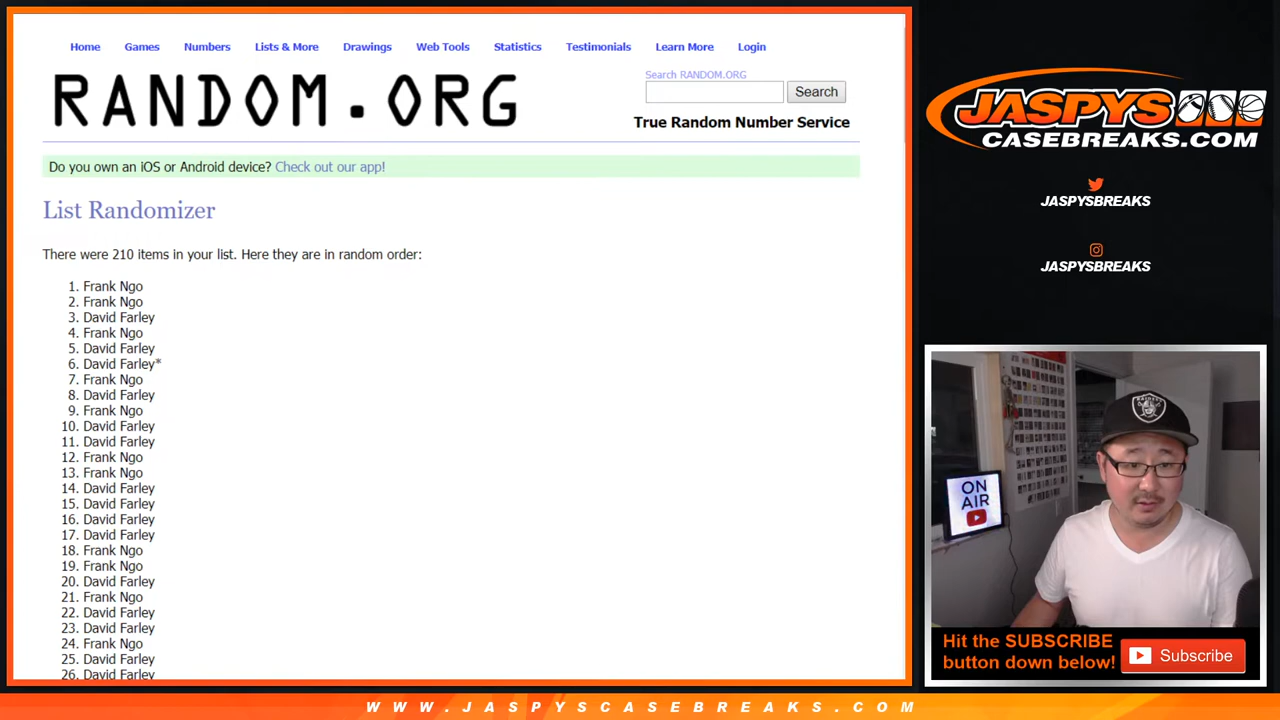 Home Games Numbers Lists & More Drawings Web Tools Statistics Testimonials Learn More Login
RANDOM.ORG
Search RANDOM.ORG
Search
True Random Number Service
Do you own an iOS or Android device? Check out our app!
List Randomizer
There were 210 items in your list. Here they are in random order:
1. Frank Ngo
2. Frank Ngo
3. David Farley
4. Frank Ngo
5. David Farley
6. David Farley*
7. Frank Ngo
8. David Farley
9. Frank Ngo
10. David Farley
11. David Farley
12. Frank Ngo
13. Frank Ngo
14. David Farley
15. David Farley
16. David Farley
17. David Farley
18. Frank Ngo
19. Frank Ngo
20. David Farley
21. Frank Ngo
22. David Farley
23. David Farley
24. Frank Ngo
25. David Farley
26. David Farley
JASPYS
CASEBREAKS.COM
JASPYSBREAKS
JASPYSBREAKS
RAIDERS
ON
AIR
Hit the SUBSCRIBE
button down below!
Subscribe
WWW.JASPYSCASEBREAKS.COM